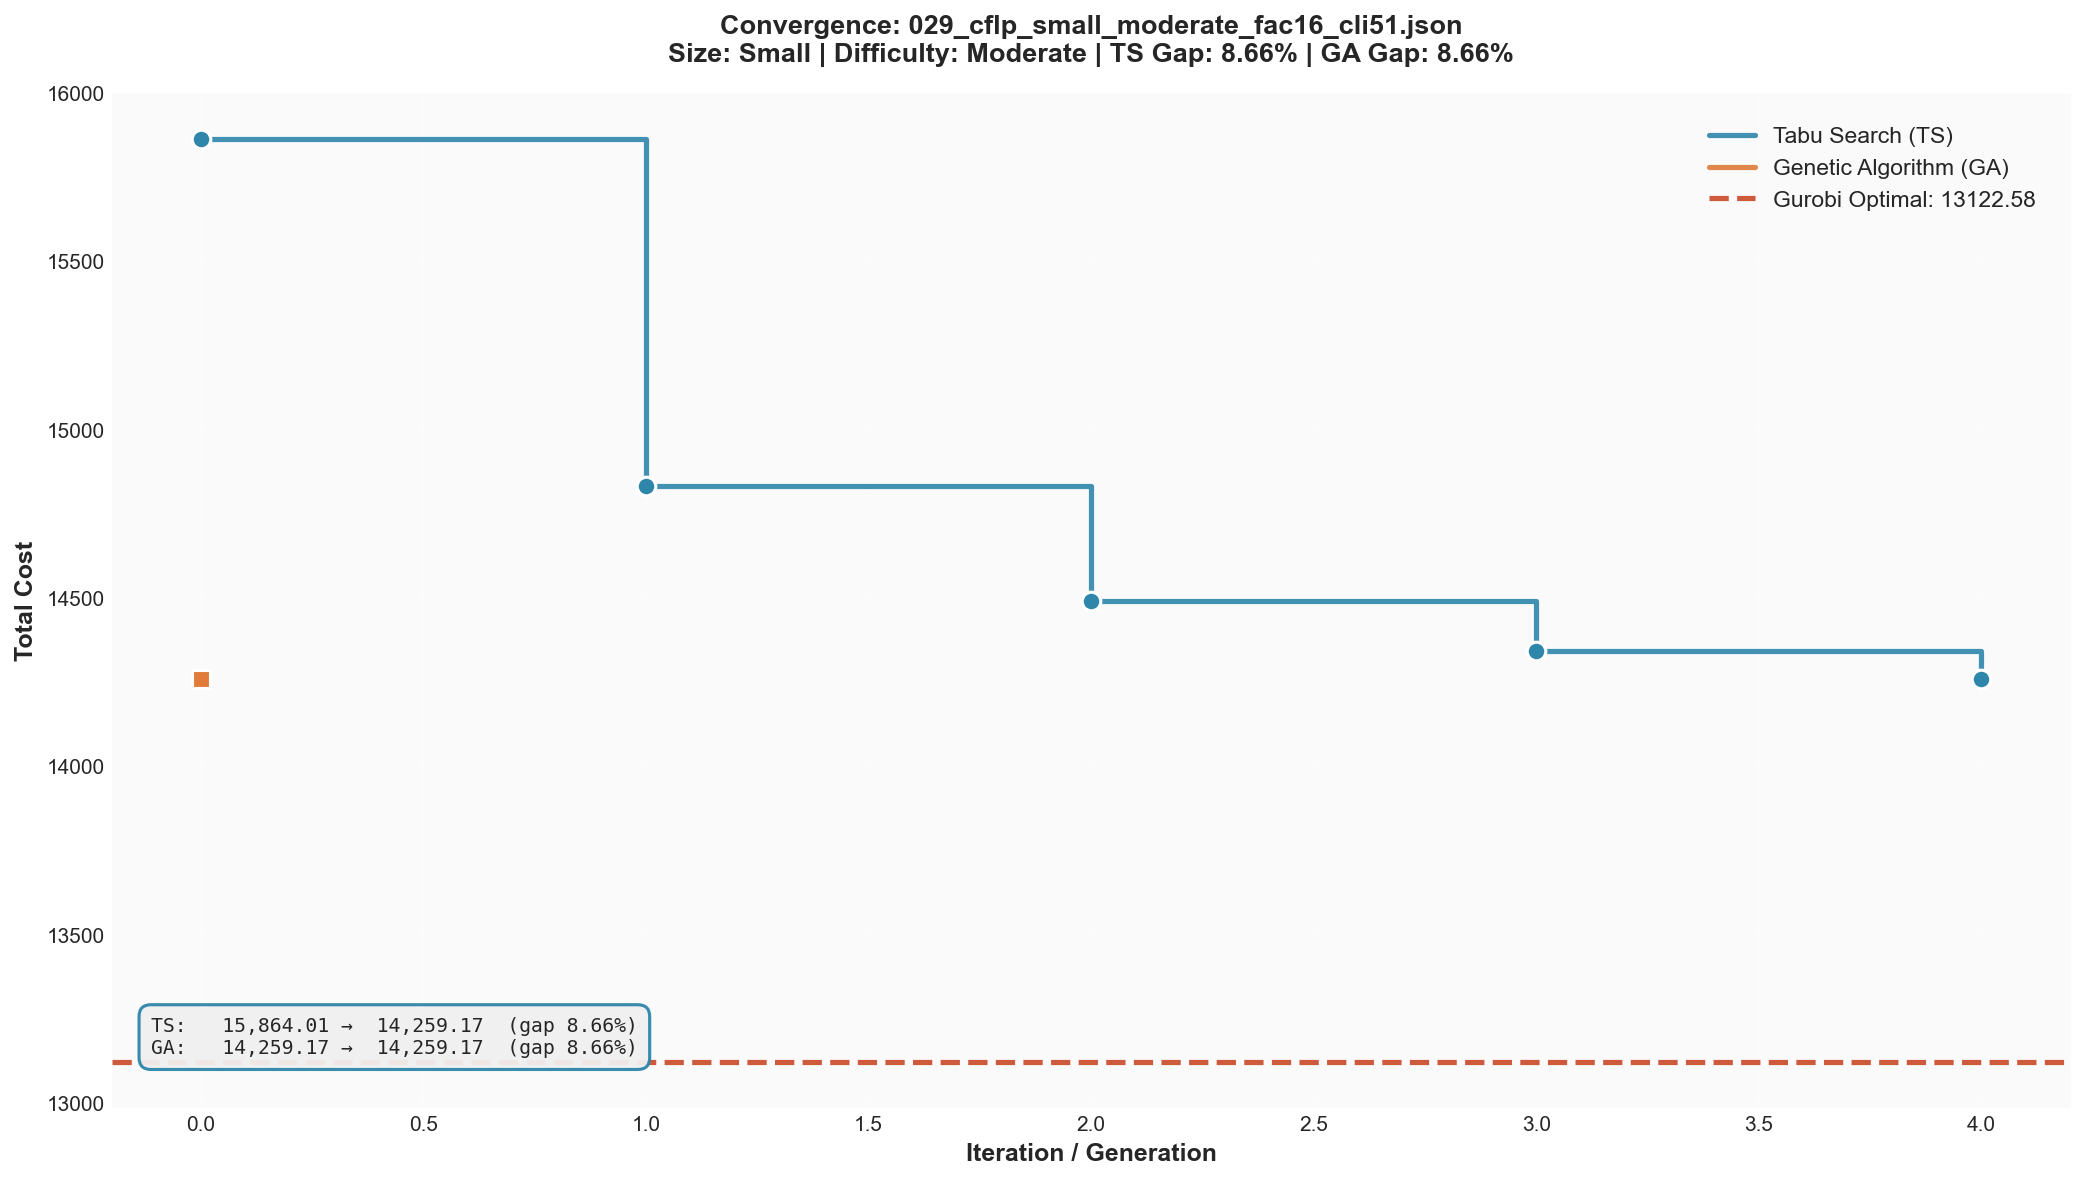 Convergence: 029_cflp_small_moderate_fac16_cli51.json
Size: Small | Difficulty: Moderate | TS Gap: 8.66% | GA Gap: 8.66%
Tabu Search (TS)
Genetic Algorithm (GA)
Gurobi Optimal: 13122.58
Total Cost
16000
15500
15000
14500
14000
13500
13000
TS:   15,864.01 →  14,259.17  (gap 8.66%)
GA:   14,259.17 →  14,259.17  (gap 8.66%)
0.0 0.5 1.0 1.5 2.0 2.5 3.0 3.5 4.0
Iteration / Generation